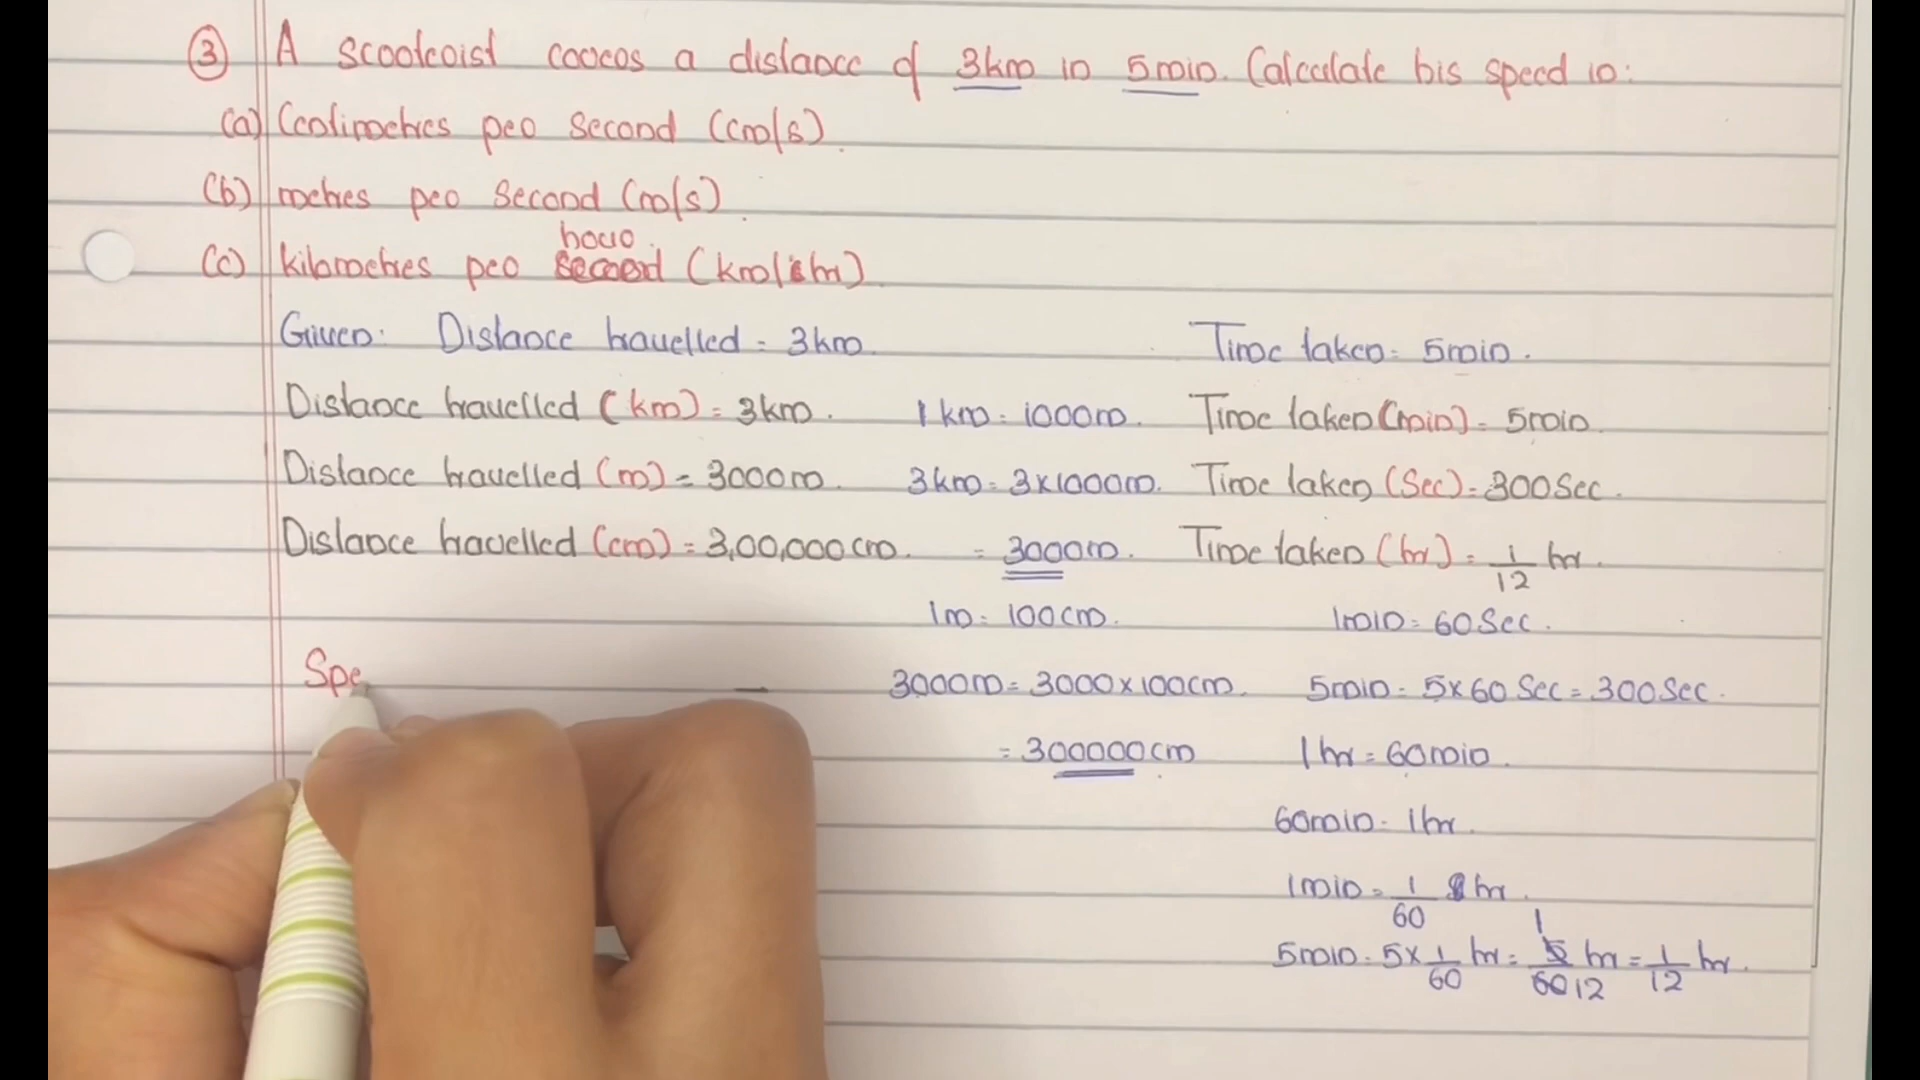 ③ A scootorist covers a distance of 3km in 5min. Calculate his speed in:
(a) Centimetres per second (cm/s).
(b) metres per second (m/s).
hour
(c) kilometres per second (km/hr)
Given: Distance travelled = 3km. Time taken = 5min.
Distance travelled (km) = 3km. 1km = 1000m. Time taken (min) = 5min.
Distance travelled (m) = 3000m. 3km = 3x1000m. Time taken (Sec) = 300Sec.
Distance travelled (cm) = 3,00,000cm. = 3000m. Time taken (hr) = 1/12 hr.
1m = 100cm. 1min = 60Sec.
Spe 3000m = 3000x100cm. 5min = 5x60 Sec = 300Sec.
= 300000cm 1hr = 60min.
60min = 1hr.
1min = 1/60 hr.
1
5min = 5x1/60 hr = 5/60 12 hr = 1/12 hr.